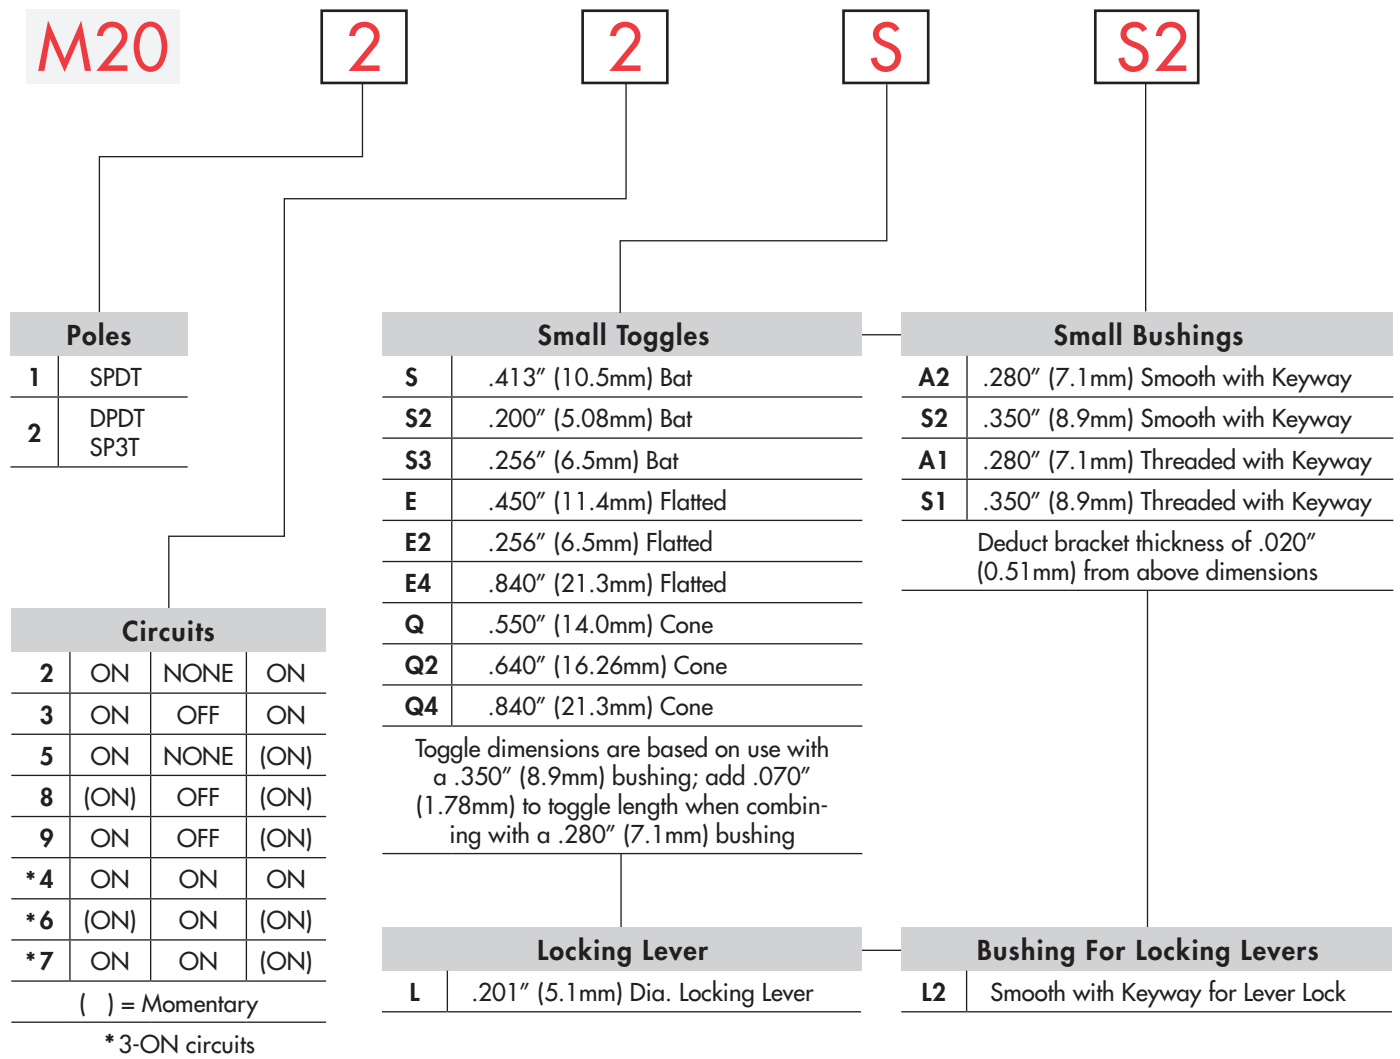 M20 2 2 S S2
Poles
1 SPDT
2 DPDT
SP3T
Circuits
2 ON NONE ON
3 ON OFF ON
5 ON NONE (ON)
8 (ON) OFF (ON)
9 ON OFF (ON)
*4 ON ON ON
*6 (ON) ON (ON)
*7 ON ON (ON)
( ) = Momentary
*3-ON circuits
Small Toggles
S .413″ (10.5mm) Bat
S2 .200″ (5.08mm) Bat
S3 .256″ (6.5mm) Bat
E .450″ (11.4mm) Flatted
E2 .256″ (6.5mm) Flatted
E4 .840″ (21.3mm) Flatted
Q .550″ (14.0mm) Cone
Q2 .640″ (16.26mm) Cone
Q4 .840″ (21.3mm) Cone
Toggle dimensions are based on use with
a .350″ (8.9mm) bushing; add .070″
(1.78mm) to toggle length when combin-
ing with a .280″ (7.1mm) bushing
Small Bushings
A2 .280″ (7.1mm) Smooth with Keyway
S2 .350″ (8.9mm) Smooth with Keyway
A1 .280″ (7.1mm) Threaded with Keyway
S1 .350″ (8.9mm) Threaded with Keyway
Deduct bracket thickness of .020″
(0.51mm) from above dimensions
Locking Lever
L .201″ (5.1mm) Dia. Locking Lever
Bushing For Locking Levers
L2 Smooth with Keyway for Lever Lock